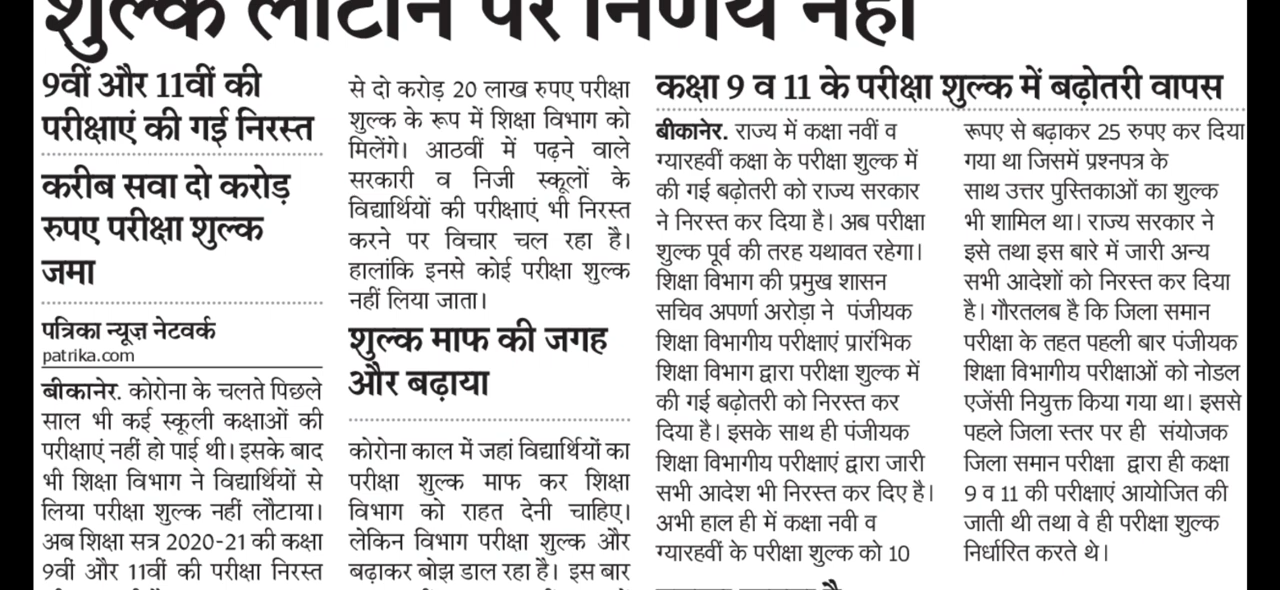 शुल्क लौटाने पर निर्णय नहीं
9वीं और 11वीं की
परीक्षाएं की गई निरस्त
करीब सवा दो करोड़
रुपए परीक्षा शुल्क
जमा
पत्रिका न्यूज़ नेटवर्क
patrika.com
बीकानेर. कोरोना के चलते पिछले
साल भी कई स्कूली कक्षाओं की
परीक्षाएं नहीं हो पाई थी। इसके बाद
भी शिक्षा विभाग ने विद्यार्थियों से
लिया परीक्षा शुल्क नहीं लौटाया।
अब शिक्षा सत्र 2020-21 की कक्षा
9वीं और 11वीं की परीक्षा निरस्त
से दो करोड़ 20 लाख रुपए परीक्षा
शुल्क के रूप में शिक्षा विभाग को
मिलेंगे। आठवीं में पढ़ने वाले
सरकारी व निजी स्कूलों के
विद्यार्थियों की परीक्षाएं भी निरस्त
करने पर विचार चल रहा है।
हालांकि इनसे कोई परीक्षा शुल्क
नहीं लिया जाता।
शुल्क माफ की जगह
और बढ़ाया
कोरोना काल में जहां विद्यार्थियों का
परीक्षा शुल्क माफ कर शिक्षा
विभाग को राहत देनी चाहिए।
लेकिन विभाग परीक्षा शुल्क और
बढ़ाकर बोझ डाल रहा है। इस बार
कक्षा 9 व 11 के परीक्षा शुल्क में बढ़ोतरी वापस
बीकानेर. राज्य में कक्षा नवीं व
ग्यारहवीं कक्षा के परीक्षा शुल्क में
की गई बढ़ोतरी को राज्य सरकार
ने निरस्त कर दिया है। अब परीक्षा
शुल्क पूर्व की तरह यथावत रहेगा।
शिक्षा विभाग की प्रमुख शासन
सचिव अपर्णा अरोड़ा ने पंजीयक
शिक्षा विभागीय परीक्षाएं प्रारंभिक
शिक्षा विभाग द्वारा परीक्षा शुल्क में
की गई बढ़ोतरी को निरस्त कर
दिया है। इसके साथ ही पंजीयक
शिक्षा विभागीय परीक्षाएं द्वारा जारी
सभी आदेश भी निरस्त कर दिए है।
अभी हाल ही में कक्षा नवी व
ग्यारहवीं के परीक्षा शुल्क को 10
रूपए से बढ़ाकर 25 रुपए कर दिया
गया था जिसमें प्रश्नपत्र के
साथ उत्तर पुस्तिकाओं का शुल्क
भी शामिल था। राज्य सरकार ने
इसे तथा इस बारे में जारी अन्य
सभी आदेशों को निरस्त कर दिया
है। गौरतलब है कि जिला समान
परीक्षा के तहत पहली बार पंजीयक
शिक्षा विभागीय परीक्षाओं को नोडल
एजेंसी नियुक्त किया गया था। इससे
पहले जिला स्तर पर ही संयोजक
जिला समान परीक्षा द्वारा ही कक्षा
9 व 11 की परीक्षाएं आयोजित की
जाती थी तथा वे ही परीक्षा शुल्क
निर्धारित करते थे।